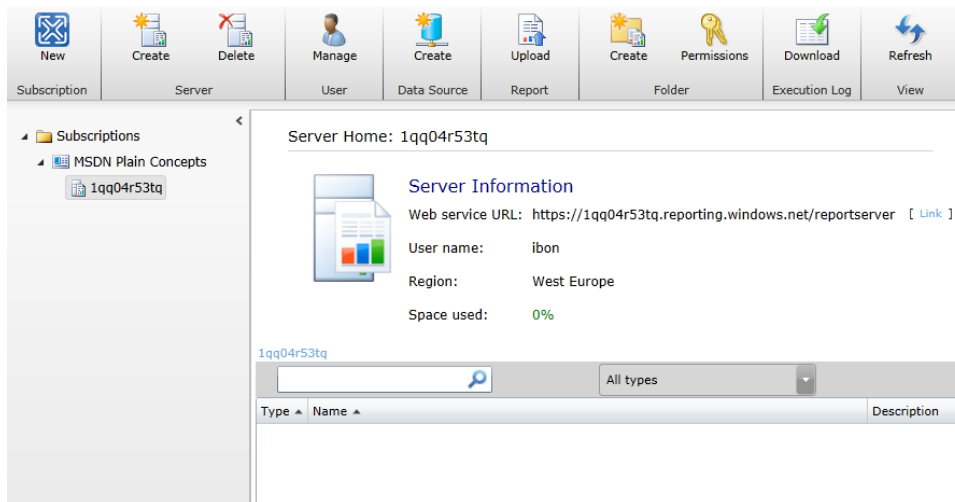 New Create Delete Manage Create Upload Create Permissions Download Refresh
Subscription Server User Data Source Report Folder Execution Log View
Subscriptions
MSDN Plain Concepts
1qq04r53tq
Server Home: 1qq04r53tq
Server Information
Web service URL: https://1qq04r53tq.reporting.windows.net/reportserver [ Link ]
User name: ibon
Region: West Europe
Space used: 0%
1qq04r53tq
All types
Type Name Description